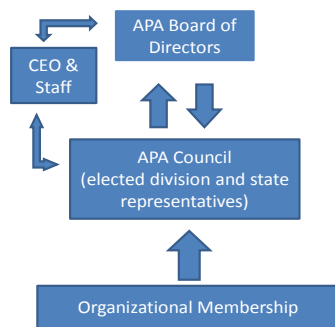 APA Board of
Directors
CEO &
Staff
APA Council
(elected division and state
representatives)
Organizational Membership